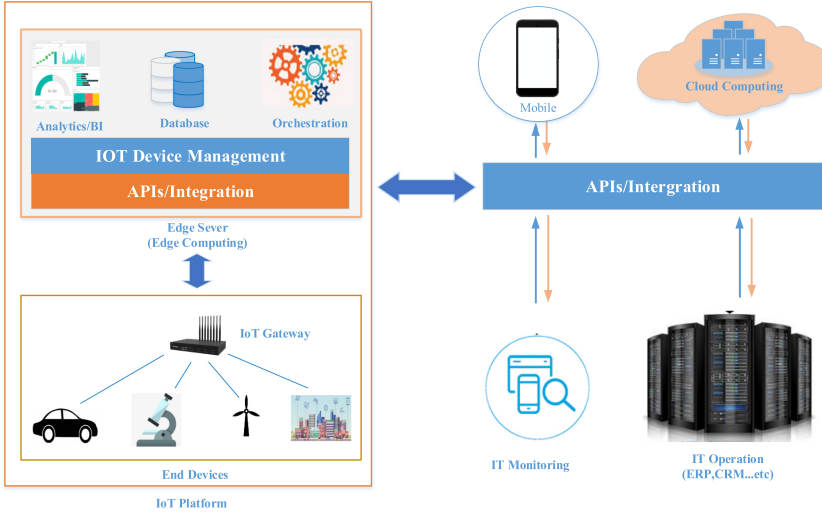 Analytics/BI
Database
Orchestration
IOT Device Management
APIs/Integration
Edge Sever
(Edge Computing)
IoT Gateway
End Devices
IoT Platform
Mobile
Cloud Computing
APIs/Intergration
IT Monitoring
IT Operation
(ERP,CRM...etc)